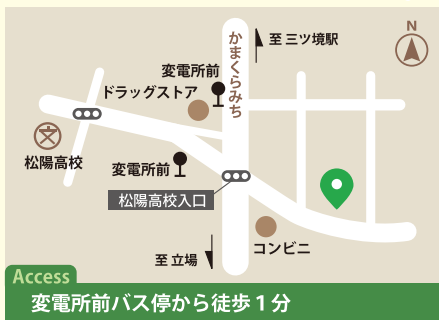 N
至 三ツ境駅
かまくらみち
変電所前
ドラッグストア
松陽高校
変電所前
松陽高校入口
コンビニ
至 立場
Access
変電所前バス停から徒歩1分